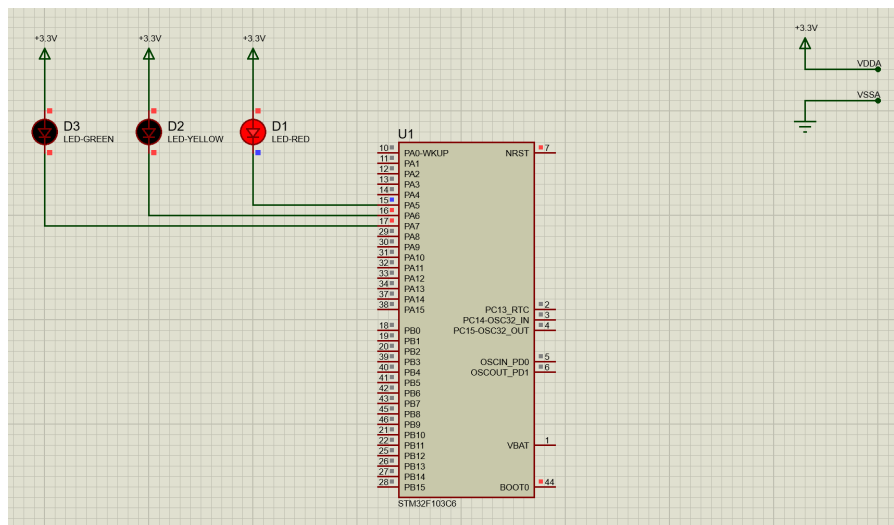 +3.3V +3.3V +3.3V +3.3V
VDDA
VSSA
D3 D2 D1
LED-GREEN LED-YELLOW LED-RED
U1
10 PA0-WKUP NRST 7
11 PA1
12 PA2
13 PA3
14 PA4
15 PA5
16 PA6
17 PA7
29 PA8
30 PA9
31 PA10
32 PA11
33 PA12
34 PA13
37 PA14
38 PA15 PC13_RTC 2
PC14-OSC32_IN 3
18 PB0 PC15-OSC32_OUT 4
19 PB1
20 PB2
39 PB3 OSCIN_PD0 5
40 PB4 OSCOUT_PD1 6
41 PB5
42 PB6
43 PB7
45 PB8
46 PB9
21 PB10
22 PB11 VBAT 1
25 PB12
26 PB13
27 PB14
28 PB15 BOOT0 44
STM32F103C6